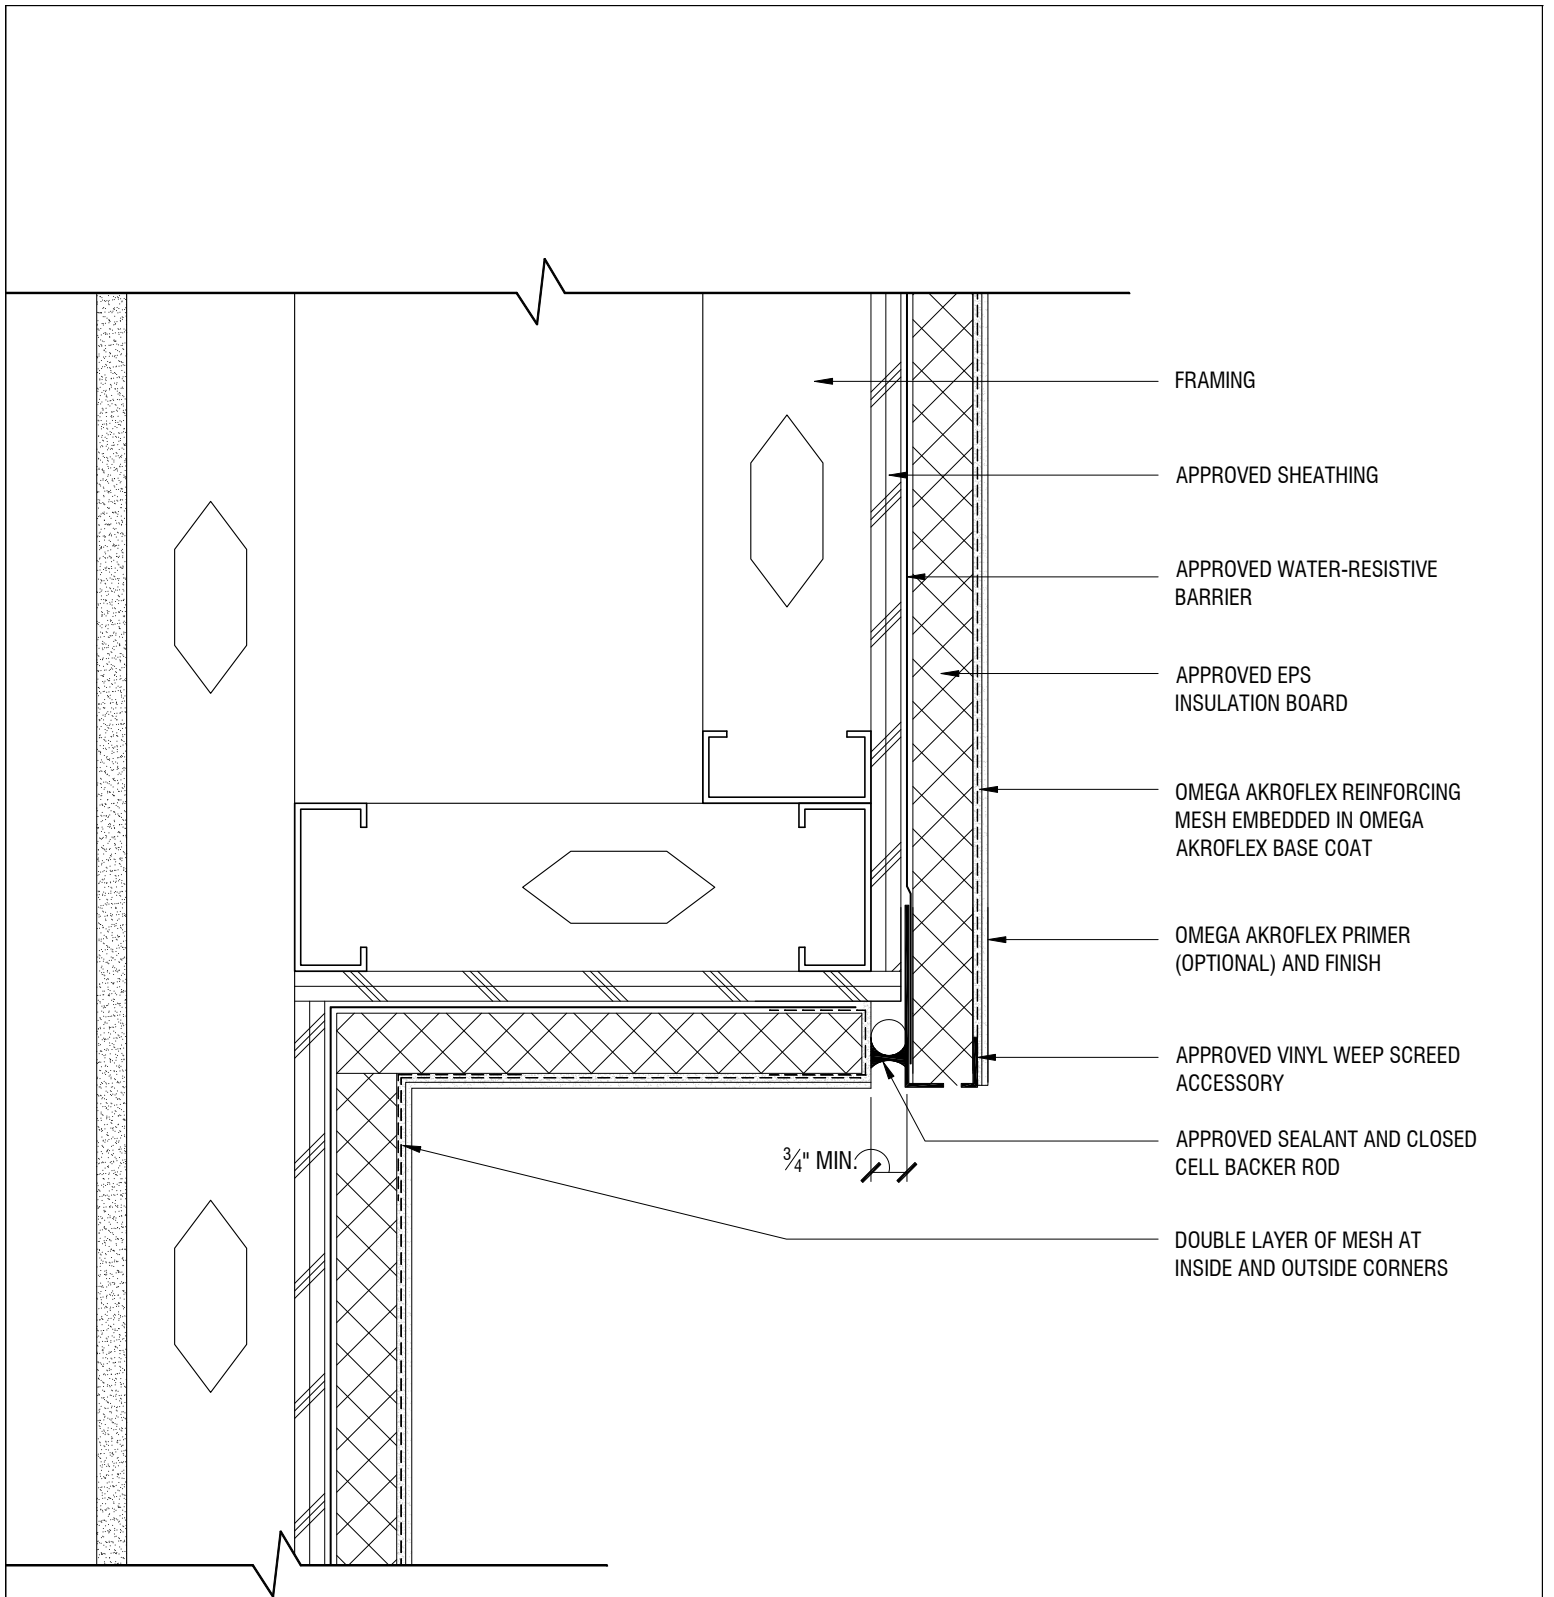 FRAMING
APPROVED SHEATHING
APPROVED WATER-RESISTIVE
BARRIER
APPROVED EPS
INSULATION BOARD
OMEGA AKROFLEX REINFORCING
MESH EMBEDDED IN OMEGA
AKROFLEX BASE COAT
OMEGA AKROFLEX PRIMER
(OPTIONAL) AND FINISH
APPROVED VINYL WEEP SCREED
ACCESSORY
APPROVED SEALANT AND CLOSED
CELL BACKER ROD
3/4" MIN.
DOUBLE LAYER OF MESH AT
INSIDE AND OUTSIDE CORNERS